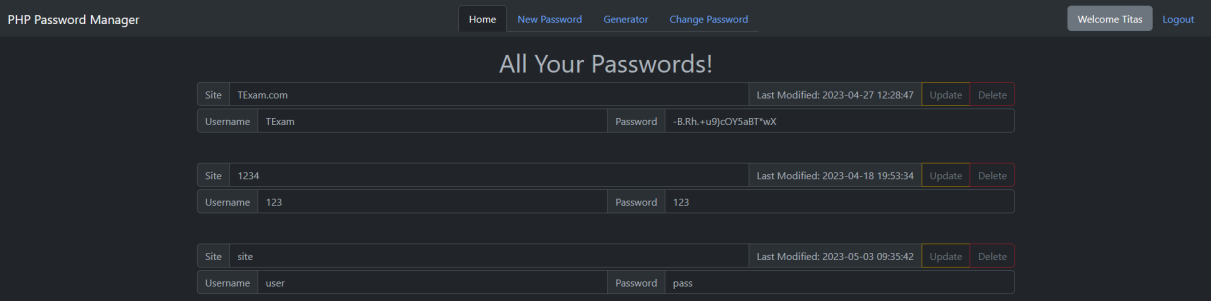 PHP Password Manager Home New Password Generator Change Password Welcome Titas Logout
All Your Passwords!
Site TExam.com Last Modified: 2023-04-27 12:28:47 Update Delete
Username TExam Password -B.Rh.+u9}cOY5aBT*wX
Site 1234 Last Modified: 2023-04-18 19:53:34 Update Delete
Username 123 Password 123
Site site Last Modified: 2023-05-03 09:35:42 Update Delete
Username user Password pass